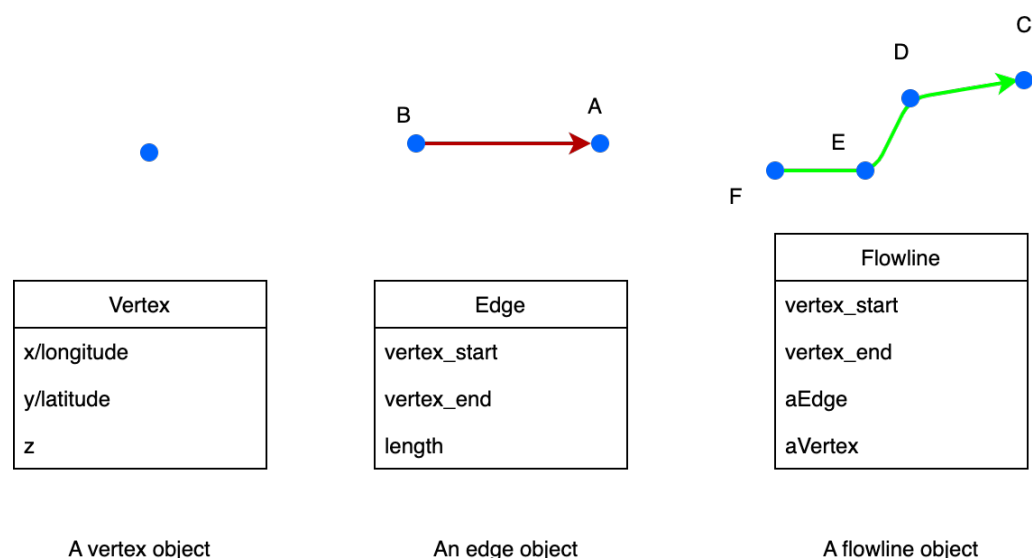 C
D
A
B
E
F
Flowline
Vertex
Edge
vertex_start
x/longitude
vertex_start
vertex_end
y/latitude
vertex_end
aEdge
z
length
aVertex
A vertex object
An edge object
A flowline object